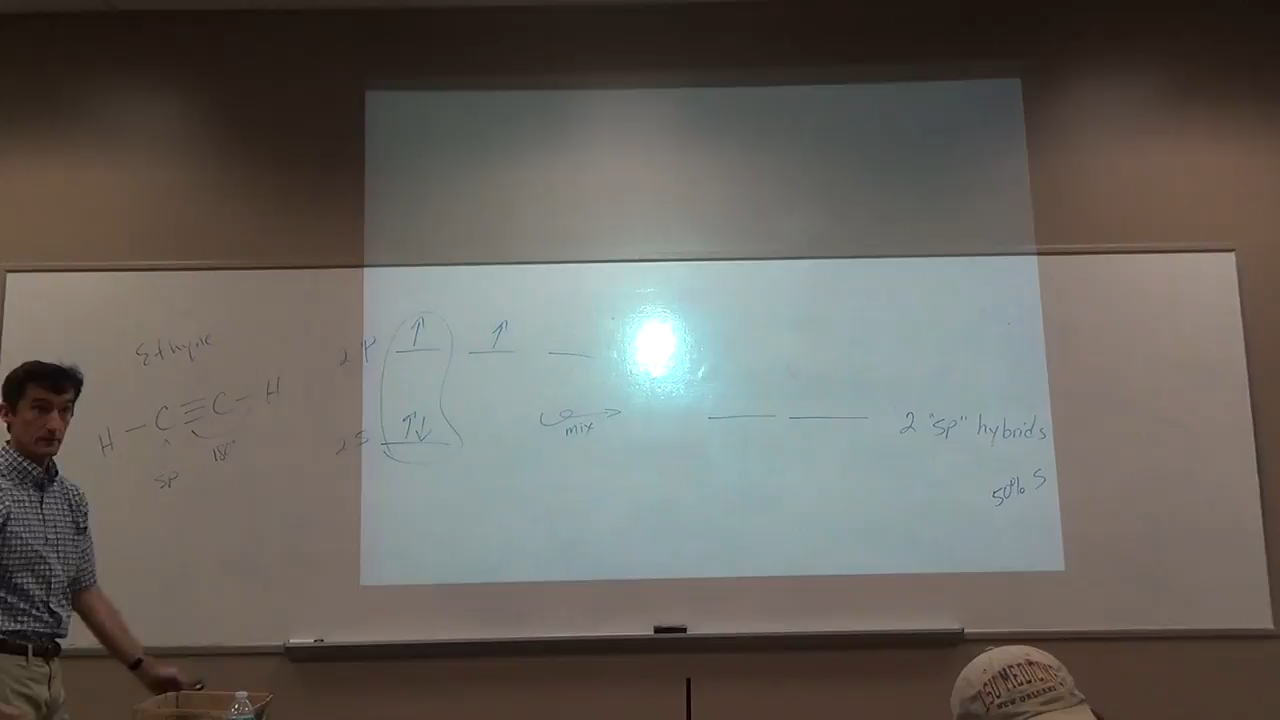 Ethyne
H - C ≡ C - H
180°
sp
2p ↑ ↑
2s ↑↓
mix
2 "sp" hybrids
50% s
LSU MEDICINE
NEW ORLEANS